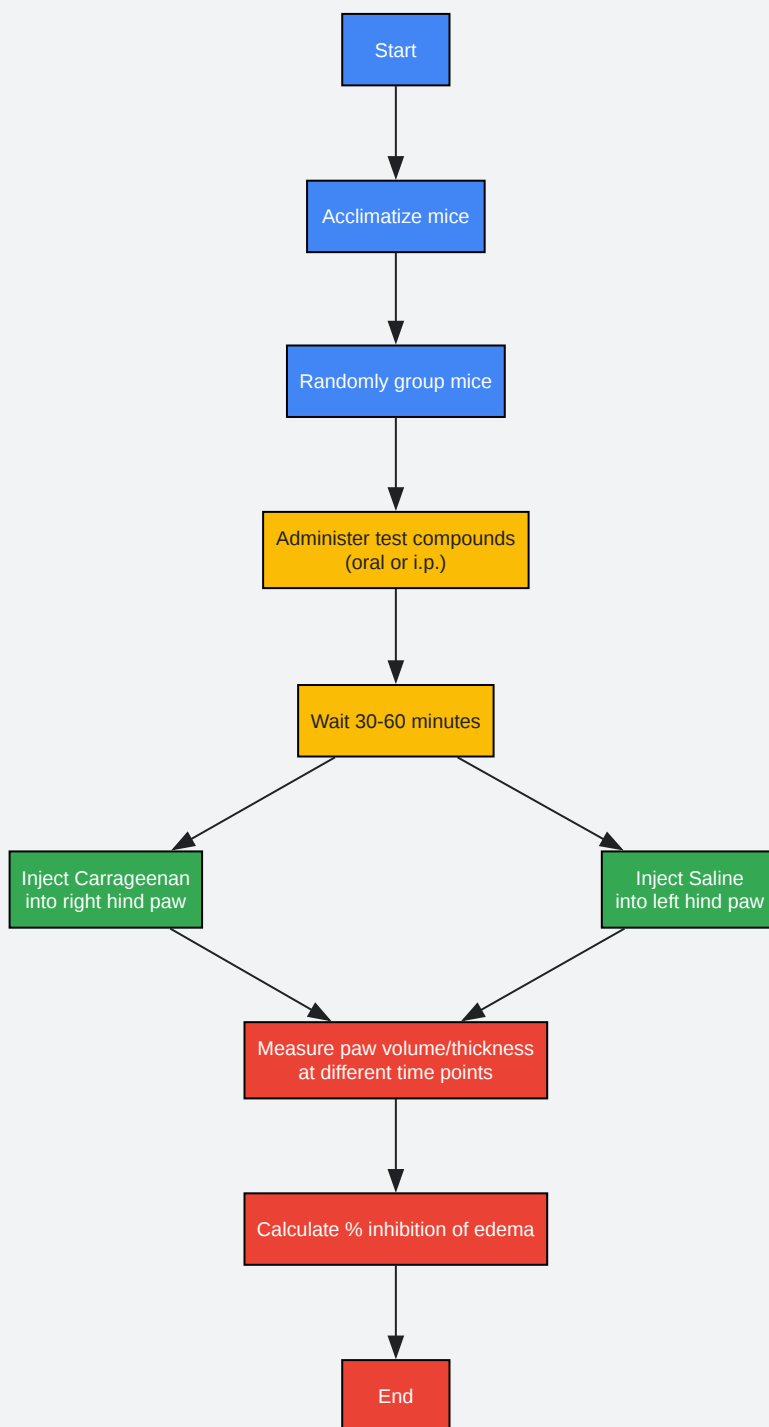 Start
Acclimatize mice
Randomly group mice
Administer test compounds
(oral or i.p.)
Wait 30-60 minutes
Inject Carrageenan
into right hind paw
Inject Saline
into left hind paw
Measure paw volume/thickness
at different time points
Calculate % inhibition of edema
End